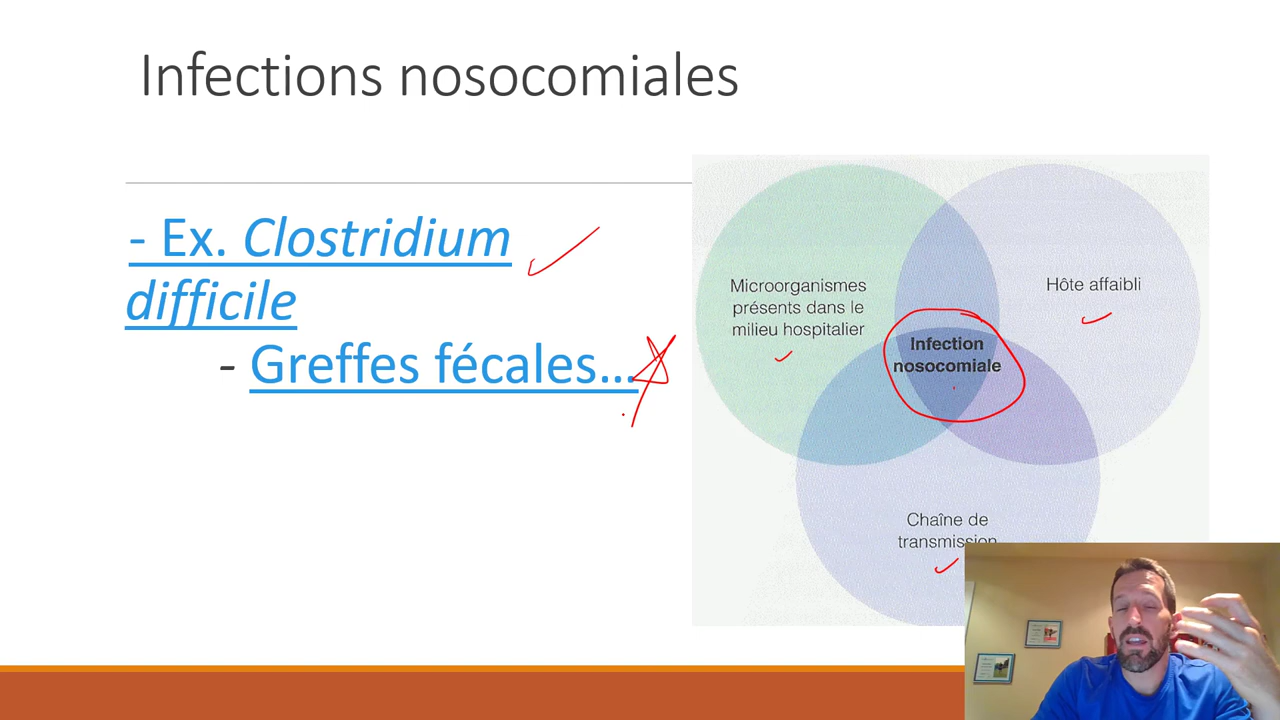 Infections nosocomiales
- Ex. Clostridium
difficile
- Greffes fécales...
Microorganismes
présents dans le
milieu hospitalier
Hôte affaibli
Infection
nosocomiale
Chaîne de
transmission